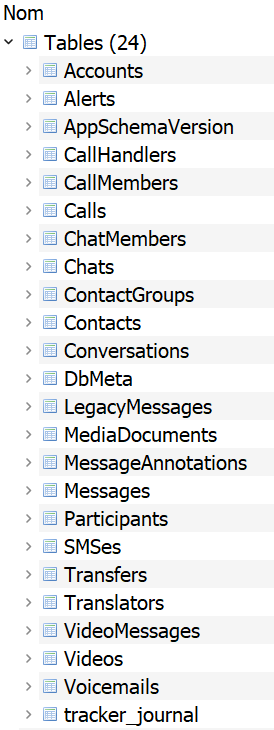 Nom
Tables (24)
Accounts
Alerts
AppSchemaVersion
CallHandlers
CallMembers
Calls
ChatMembers
Chats
ContactGroups
Contacts
Conversations
DbMeta
LegacyMessages
MediaDocuments
MessageAnnotations
Messages
Participants
SMSes
Transfers
Translators
VideoMessages
Videos
Voicemails
tracker_journal